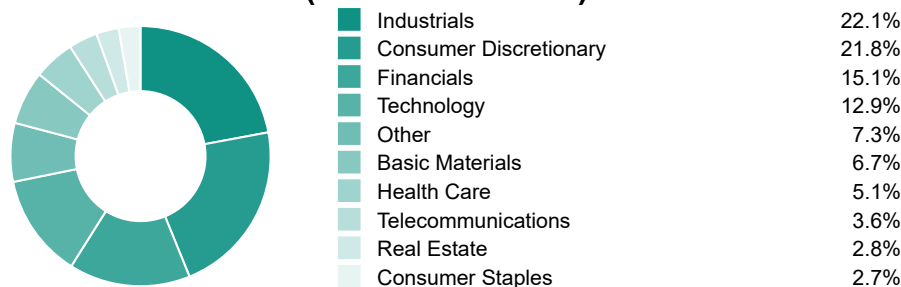 Industrials 22.1%
Consumer Discretionary 21.8%
Financials 15.1%
Technology 12.9%
Other 7.3%
Basic Materials 6.7%
Health Care 5.1%
Telecommunications 3.6%
Real Estate 2.8%
Consumer Staples 2.7%